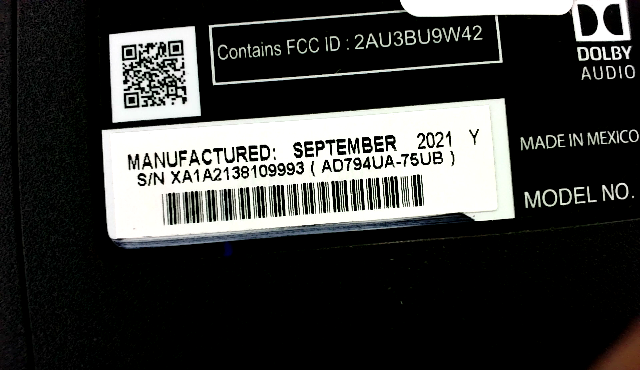 Contains FCC ID : 2AU3BU9W42
DOLBY
AUDIO
MANUFACTURED: SEPTEMBER 2021 Y
S/N XA1A2138109993 ( AD794UA-75UB )
MADE IN MEXICO
MODEL NO.